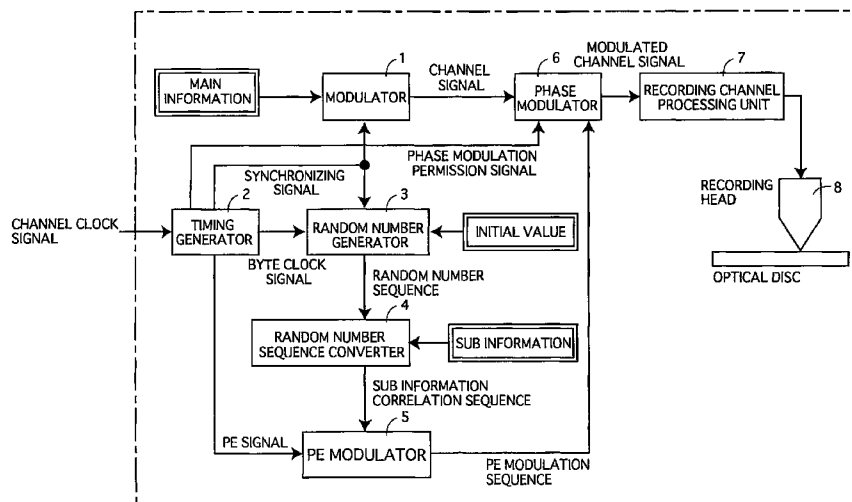 MODULATED
CHANNEL SIGNAL
1
6
7
MAIN
INFORMATION
MODULATOR
CHANNEL
SIGNAL
PHASE
MODULATOR
RECORDING CHANNEL
PROCESSING UNIT
SYNCHRONIZING
SIGNAL
PHASE MODULATION
PERMISSION SIGNAL
RECORDING
HEAD
8
2
3
CHANNEL CLOCK
SIGNAL
TIMING
GENERATOR
RANDOM NUMBER
GENERATOR
INITIAL VALUE
BYTE CLOCK
SIGNAL
OPTICAL DISC
RANDOM NUMBER
SEQUENCE
4
RANDOM NUMBER
SEQUENCE CONVERTER
SUB INFORMATION
SUB INFORMATION
CORRELATION SEQUENCE
5
PE SIGNAL
PE MODULATOR
PE MODULATION
SEQUENCE